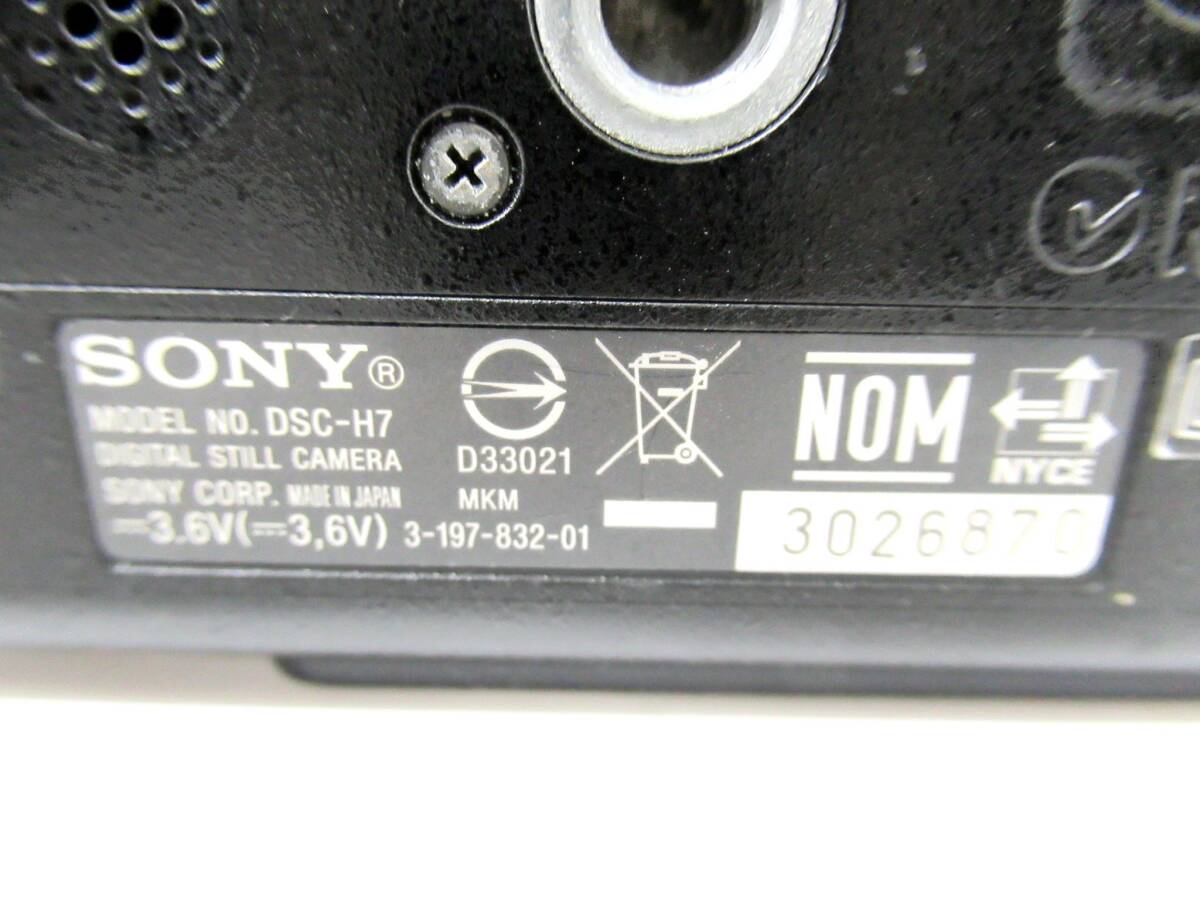 SONY®
MODEL NO. DSC-H7
DIGITAL STILL CAMERA
SONY CORP. MADE IN JAPAN
⎓3.6V(⎓3,6V) 3-197-832-01
D33021
MKM
NOM
NYCE
3026870